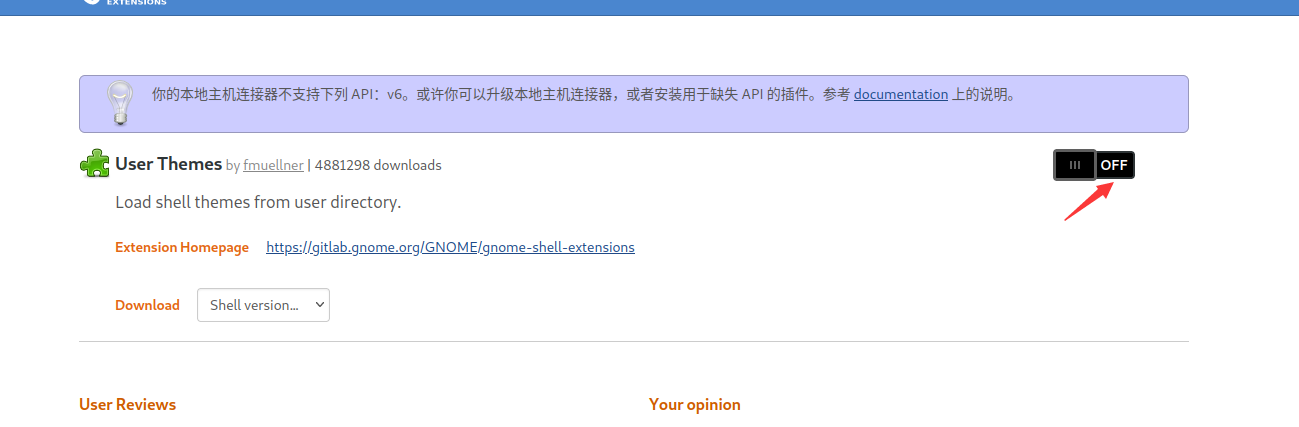 EXTENSIONS
你的本地主机连接器不支持下列 API：v6。或许你可以升级本地主机连接器，或者安装用于缺失 API 的插件。参考 documentation 上的说明。
User Themes by fmuellner | 4881298 downloads
OFF
Load shell themes from user directory.
Extension Homepage https://gitlab.gnome.org/GNOME/gnome-shell-extensions
Download Shell version...
User Reviews
Your opinion